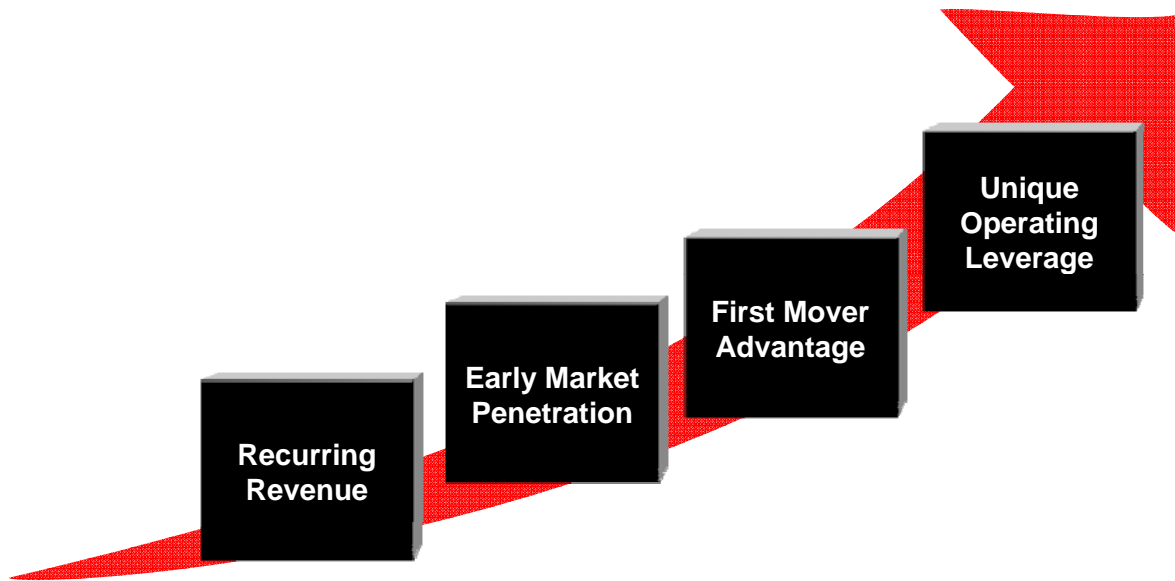 Recurring
Revenue
Early Market
Penetration
First Mover
Advantage
Unique
Operating
Leverage